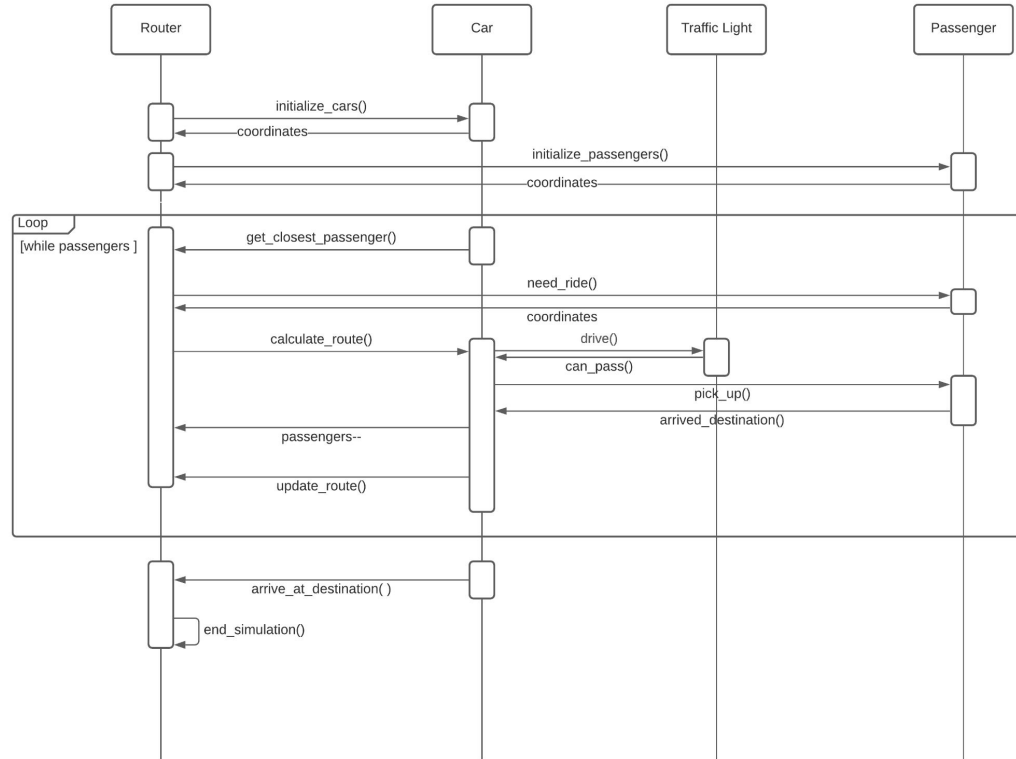 Router
Car
Traffic Light
Passenger
initialize_cars()
coordinates
initialize_passengers()
coordinates
Loop
[while passengers ]
get_closest_passenger()
need_ride()
coordinates
calculate_route()
drive()
can_pass()
pick_up()
arrived_destination()
passengers--
update_route()
arrive_at_destination( )
end_simulation()